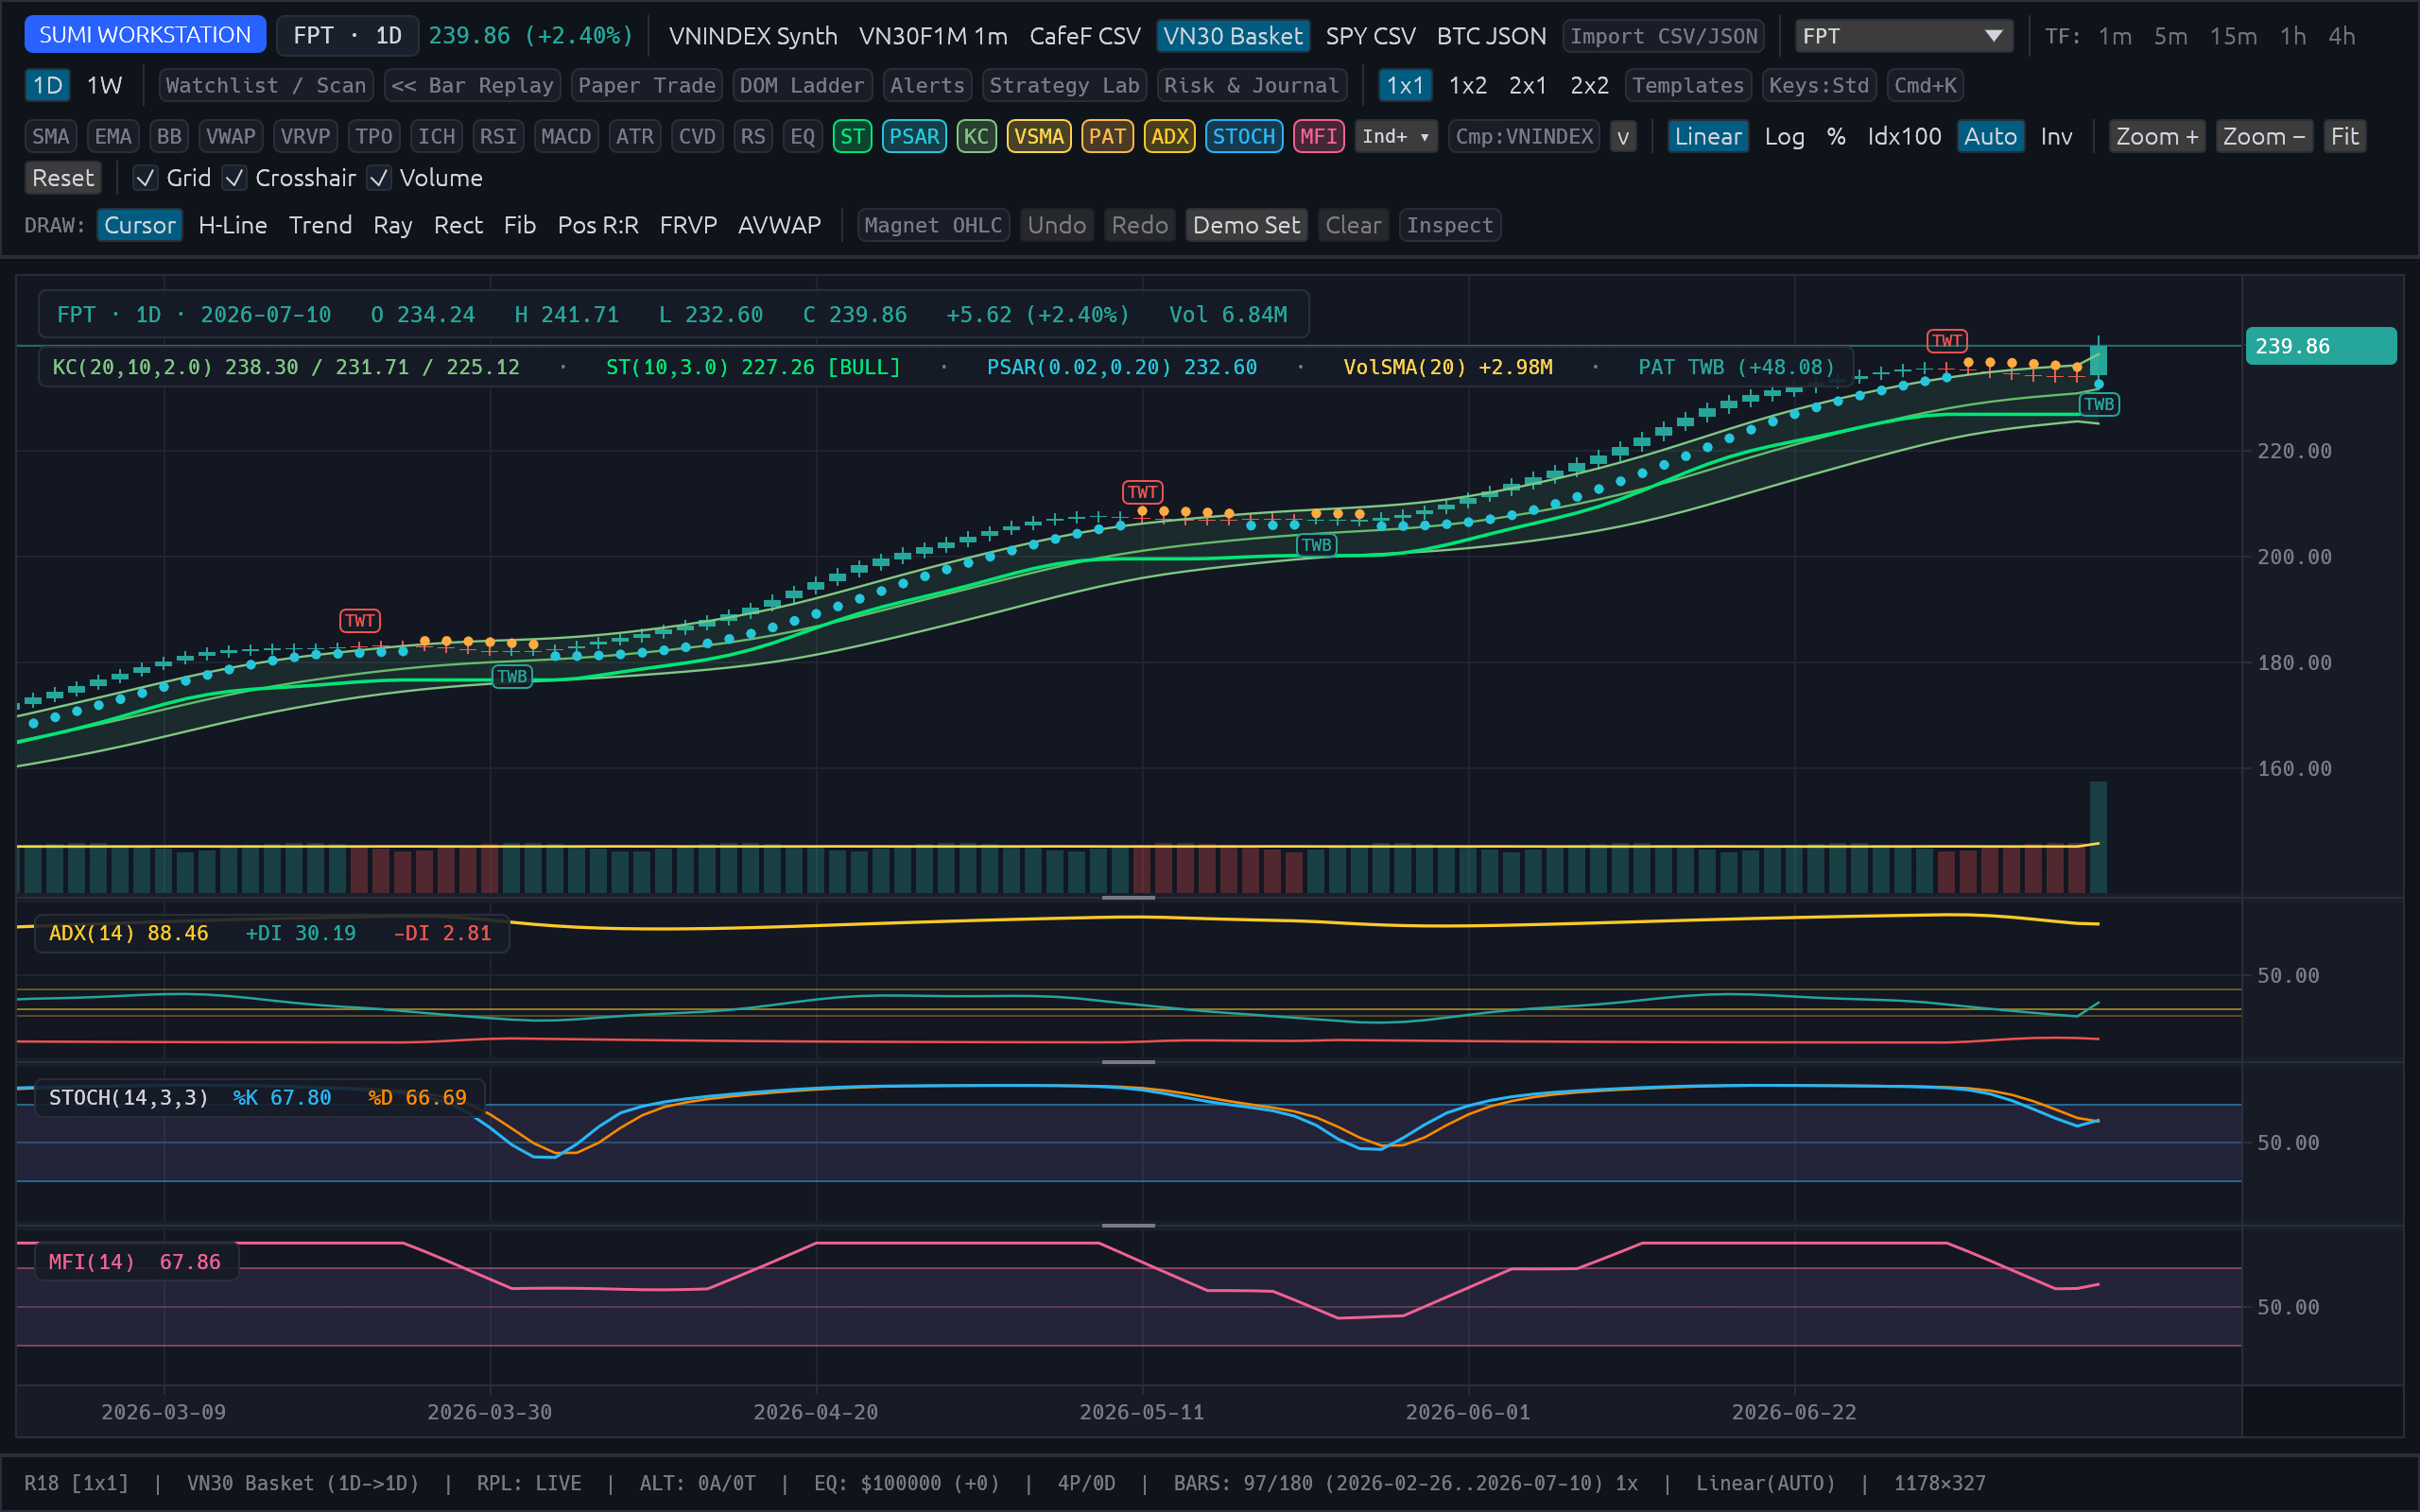 SUMI WORKSTATION FPT · 1D 239.86 (+2.40%) VNINDEX Synth VN30F1M 1m CafeF CSV VN30 Basket SPY CSV BTC JSON Import CSV/JSON FPT TF: 1m 5m 15m 1h 4h
1D 1W Watchlist / Scan << Bar Replay Paper Trade DOM Ladder Alerts Strategy Lab Risk & Journal 1x1 1x2 2x1 2x2 Templates Keys:Std Cmd+K
SMA EMA BB VWAP VRVP TPO ICH RSI MACD ATR CVD RS EQ ST PSAR KC VSMA PAT ADX STOCH MFI Ind+ ▾ Cmp:VNINDEX v Linear Log % Idx100 Auto Inv Zoom + Zoom − Fit
Reset Grid Crosshair Volume
DRAW: Cursor H-Line Trend Ray Rect Fib Pos R:R FRVP AVWAP Magnet OHLC Undo Redo Demo Set Clear Inspect
FPT · 1D · 2026-07-10 O 234.24 H 241.71 L 232.60 C 239.86 +5.62 (+2.40%) Vol 6.84M
TWT
239.86
KC(20,10,2.0) 238.30 / 231.71 / 225.12 · ST(10,3.0) 227.26 [BULL] · PSAR(0.02,0.20) 232.60 · VolSMA(20) +2.98M · PAT TWB (+48.08)
TWB
220.00
TWT
TWB
200.00
TWT
TWB
180.00
160.00
ADX(14) 88.46 +DI 30.19 -DI 2.81
50.00
STOCH(14,3,3) %K 67.80 %D 66.69
50.00
MFI(14) 67.86
50.00
2026-03-09 2026-03-30 2026-04-20 2026-05-11 2026-06-01 2026-06-22
R18 [1x1] | VN30 Basket (1D->1D) | RPL: LIVE | ALT: 0A/0T | EQ: $100000 (+0) | 4P/0D | BARS: 97/180 (2026-02-26..2026-07-10) 1x | Linear(AUTO) | 1178×327